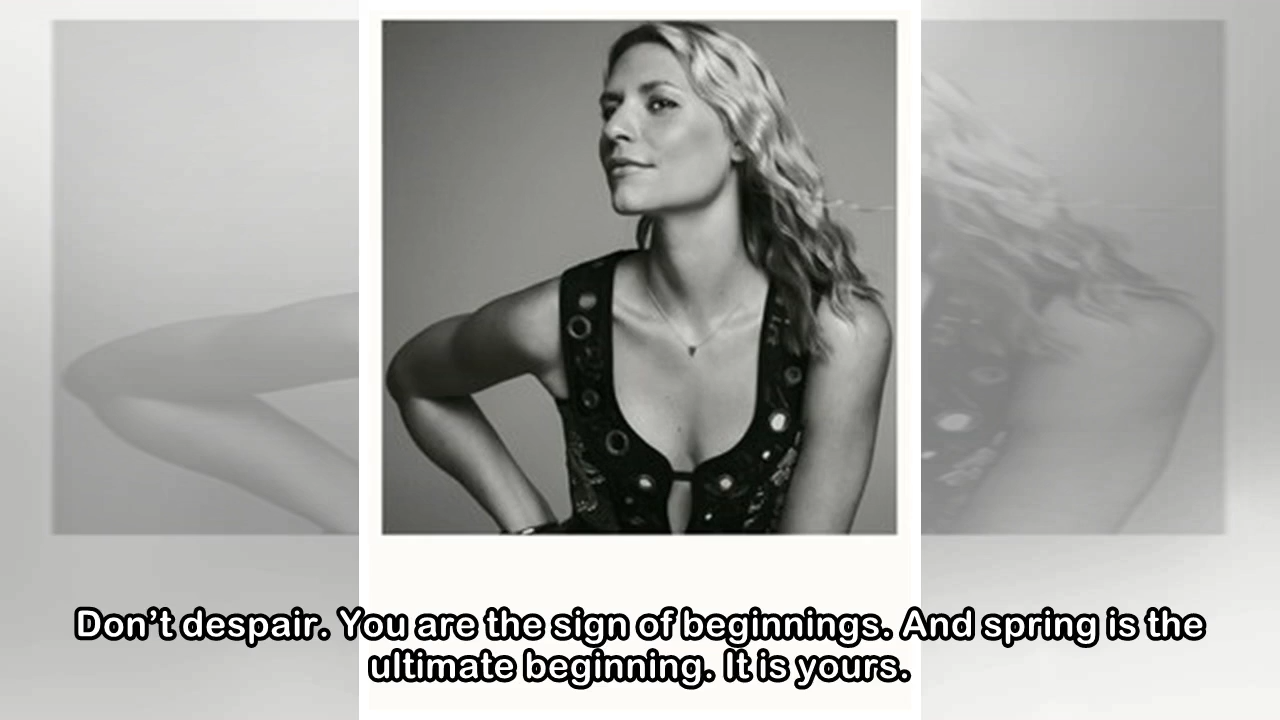 Don’t despair. You are the sign of beginnings. And spring is the
ultimate beginning. It is yours.